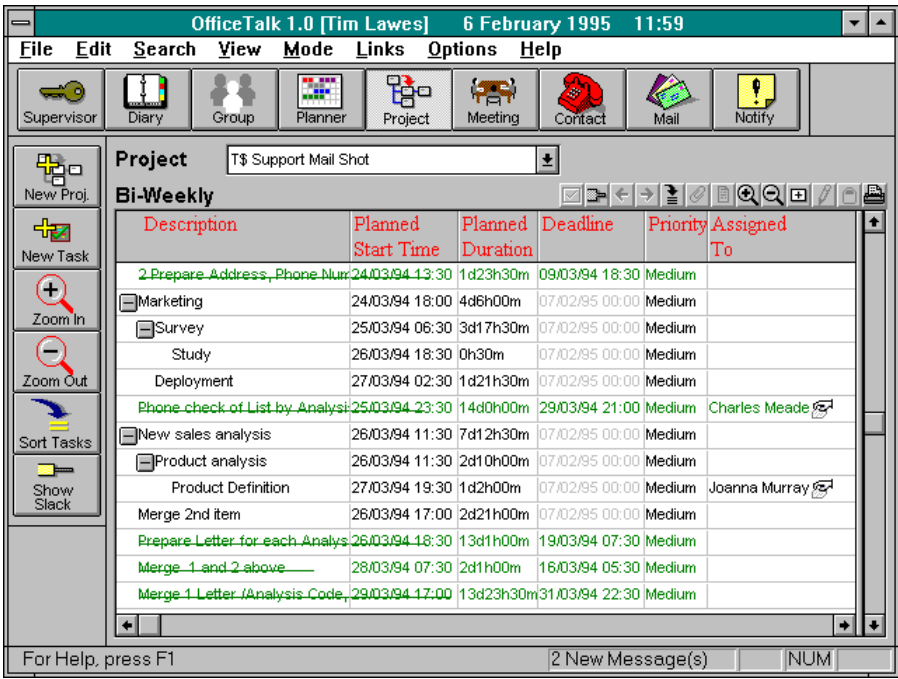 OfficeTalk 1.0 [Tim Lawes] 6 February 1995 11:59
File Edit Search View Mode Links Options Help
Supervisor Diary Group Planner Project Meeting Contact Mail Notify
New Proj.
New Task
Zoom In
Zoom Out
Sort Tasks
Show
Slack
Project T$ Support Mail Shot
Bi-Weekly
Description Planned Planned Deadline Priority Assigned
Start Time Duration To
2 Prepare Address, Phone Num 24/03/94 13:30 1d23h30m 09/03/94 18:30 Medium
Marketing 24/03/94 18:00 4d6h00m 07/02/95 00:00 Medium
Survey 25/03/94 06:30 3d17h30m 07/02/95 00:00 Medium
Study 26/03/94 18:30 0h30m 07/02/95 00:00 Medium
Deployment 27/03/94 02:30 1d21h30m 07/02/95 00:00 Medium
Phone check of List by Analysi 25/03/94 23:30 14d0h00m 29/03/94 21:00 Medium Charles Meade
New sales analysis 26/03/94 11:30 7d12h30m 07/02/95 00:00 Medium
Product analysis 26/03/94 11:30 2d10h00m 07/02/95 00:00 Medium
Product Definition 27/03/94 19:30 1d2h00m 07/02/95 00:00 Medium Joanna Murray
Merge 2nd item 26/03/94 17:00 2d21h00m 07/02/95 00:00 Medium
Prepare Letter for each Analys 26/03/94 18:30 13d1h00m 19/03/94 07:30 Medium
Merge 1 and 2 above 28/03/94 07:30 2d1h00m 16/03/94 05:30 Medium
Merge 1 Letter /Analysis Code, 29/03/94 17:00 13d23h30m 31/03/94 22:30 Medium
For Help, press F1 2 New Message(s) NUM